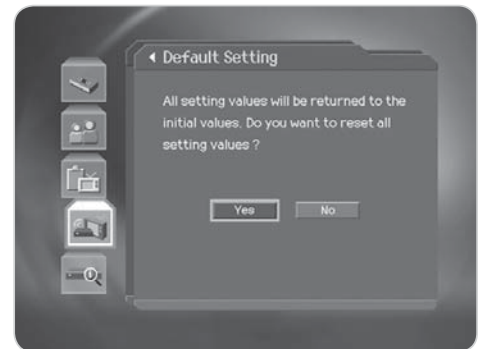 Default Setting
All setting values will be returned to the
initial values. Do you want to reset all
setting values ?
Yes No